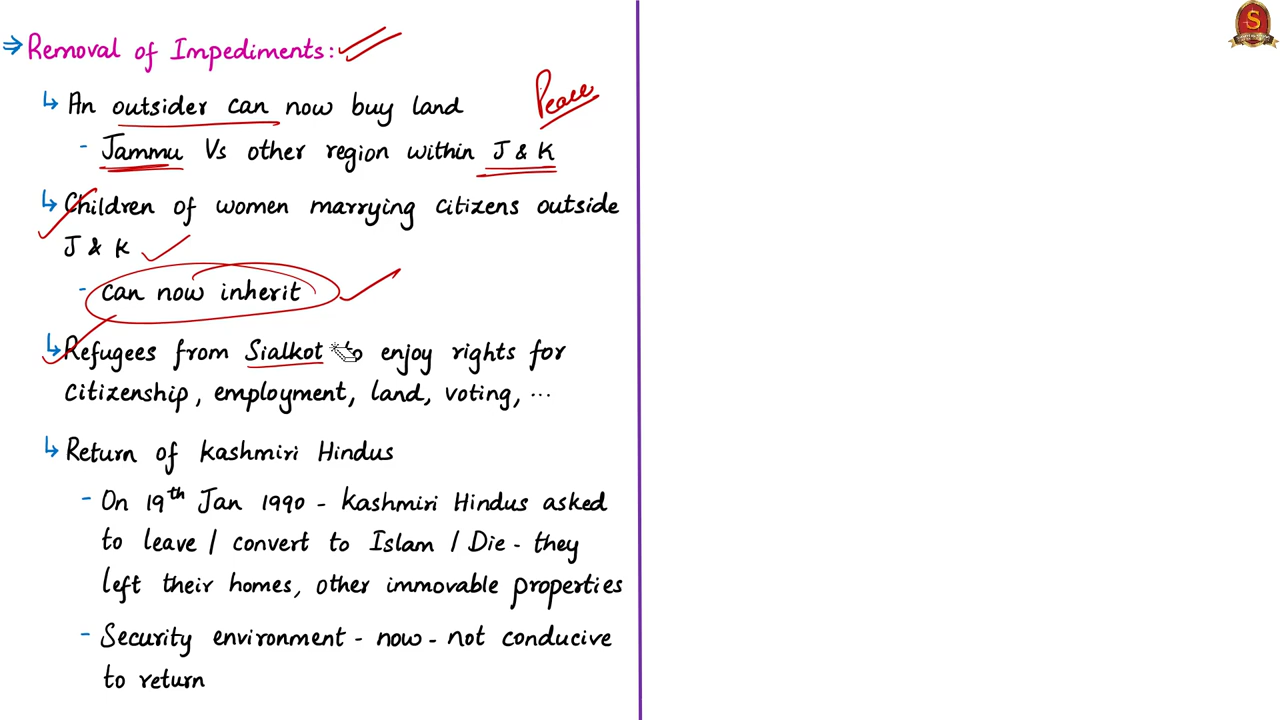 ⇒ Removal of Impediments:
↳ An outsider can now buy land
Peace
- Jammu Vs other region within J & K
↳ Children of women marrying citizens outside
J & K
- can now inherit
↳ Refugees from Sialkot enjoy rights for
citizenship, employment, land, voting, ...
↳ Return of kashmiri Hindus
- On 19th Jan 1990 - kashmiri Hindus asked
to leave / convert to Islam / Die - they
left their homes, other immovable properties
- Security environment - now - not conducive
to return
S